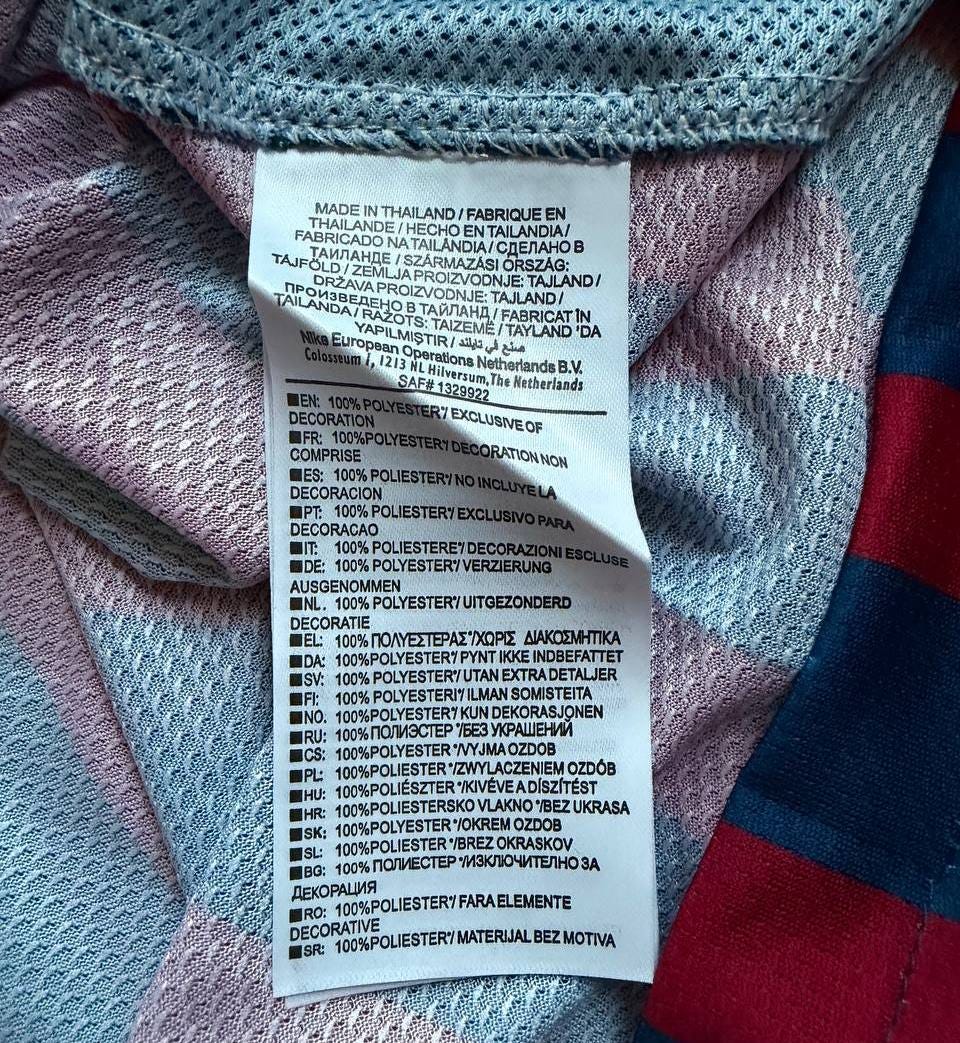 MADE IN THAILAND / FABRIQUE EN
THAILANDE / HECHO EN TAILANDIA /
FABRICADO NA TAILÂNDIA / СДЕЛАНО В
ТАИЛАНДЕ / SZÁRMAZÁSI ORSZÁG:
TÁJFÖLD / ZEMLJA PROIZVODNJE: TAJLAND /
DRŽAVA PROIZVODNJE: TAJLAND /
ПРОИЗВЕДЕНО В ТАЙЛАНД / FABRICAT ÎN
TAILANDA / RAŽOTS: TAIZEME / TAYLAND 'DA
YAPILMIŞTIR / صنع في تايلند
Nike European Operations Netherlands B.V.
Colosseum 1, 1213 NL Hilversum, The Netherlands
SAF# 1329922
EN: 100% POLYESTER*/ EXCLUSIVE OF
DECORATION
FR: 100%POLYESTER*/ DECORATION NON
COMPRISE
ES: 100% POLIESTER*/ NO INCLUYE LA
DECORACION
PT: 100% POLIESTER*/ EXCLUSIVO PARA
DECORACAO
IT: 100% POLIESTERE*/ DECORAZIONI ESCLUSE
DE: 100% POLYESTER*/ VERZIERUNG
AUSGENOMMEN
NL. 100% POLYESTER*/ UITGEZONDERD
DECORATIE
EL: 100% ΠΟΛΥΕΣΤΕΡΑΣ*/ΧΩΡΙΣ ΔΙΑΚΟΣΜΗΤΙΚΑ
DA: 100%POLYESTER*/ PYNT IKKE INDBEFATTET
SV: 100%POLYESTER*/ UTAN EXTRA DETALJER
FI: 100%POLYESTERI*/ ILMAN SOMISTEITA
NO. 100%POLYESTER*/ KUN DEKORASJONEN
RU: 100%ПОЛИЭСТЕР */БЕЗ УКРАШЕНИЙ
CS: 100%POLYESTER */VYJMA OZDOB
PL: 100%POLIESTER */ZWYLACZENIEM OZDÓB
HU: 100%POLIÉSZTER */KIVÉVE A DÍSZÍTÉST
HR: 100%POLIESTERSKO VLAKNO */BEZ UKRASA
SK: 100%POLYESTER */OKREM OZDOB
SL: 100%POLYESTER */BREZ OKRASKOV
BG: 100% ПОЛИЕСТЕР */ИЗКЛЮЧИТЕЛНО ЗА
ДЕКОРАЦИЯ
RO: 100%POLIESTER*/ FARA ELEMENTE
DECORATIVE
SR: 100%POLIESTER*/ MATERIJAL BEZ MOTIVA